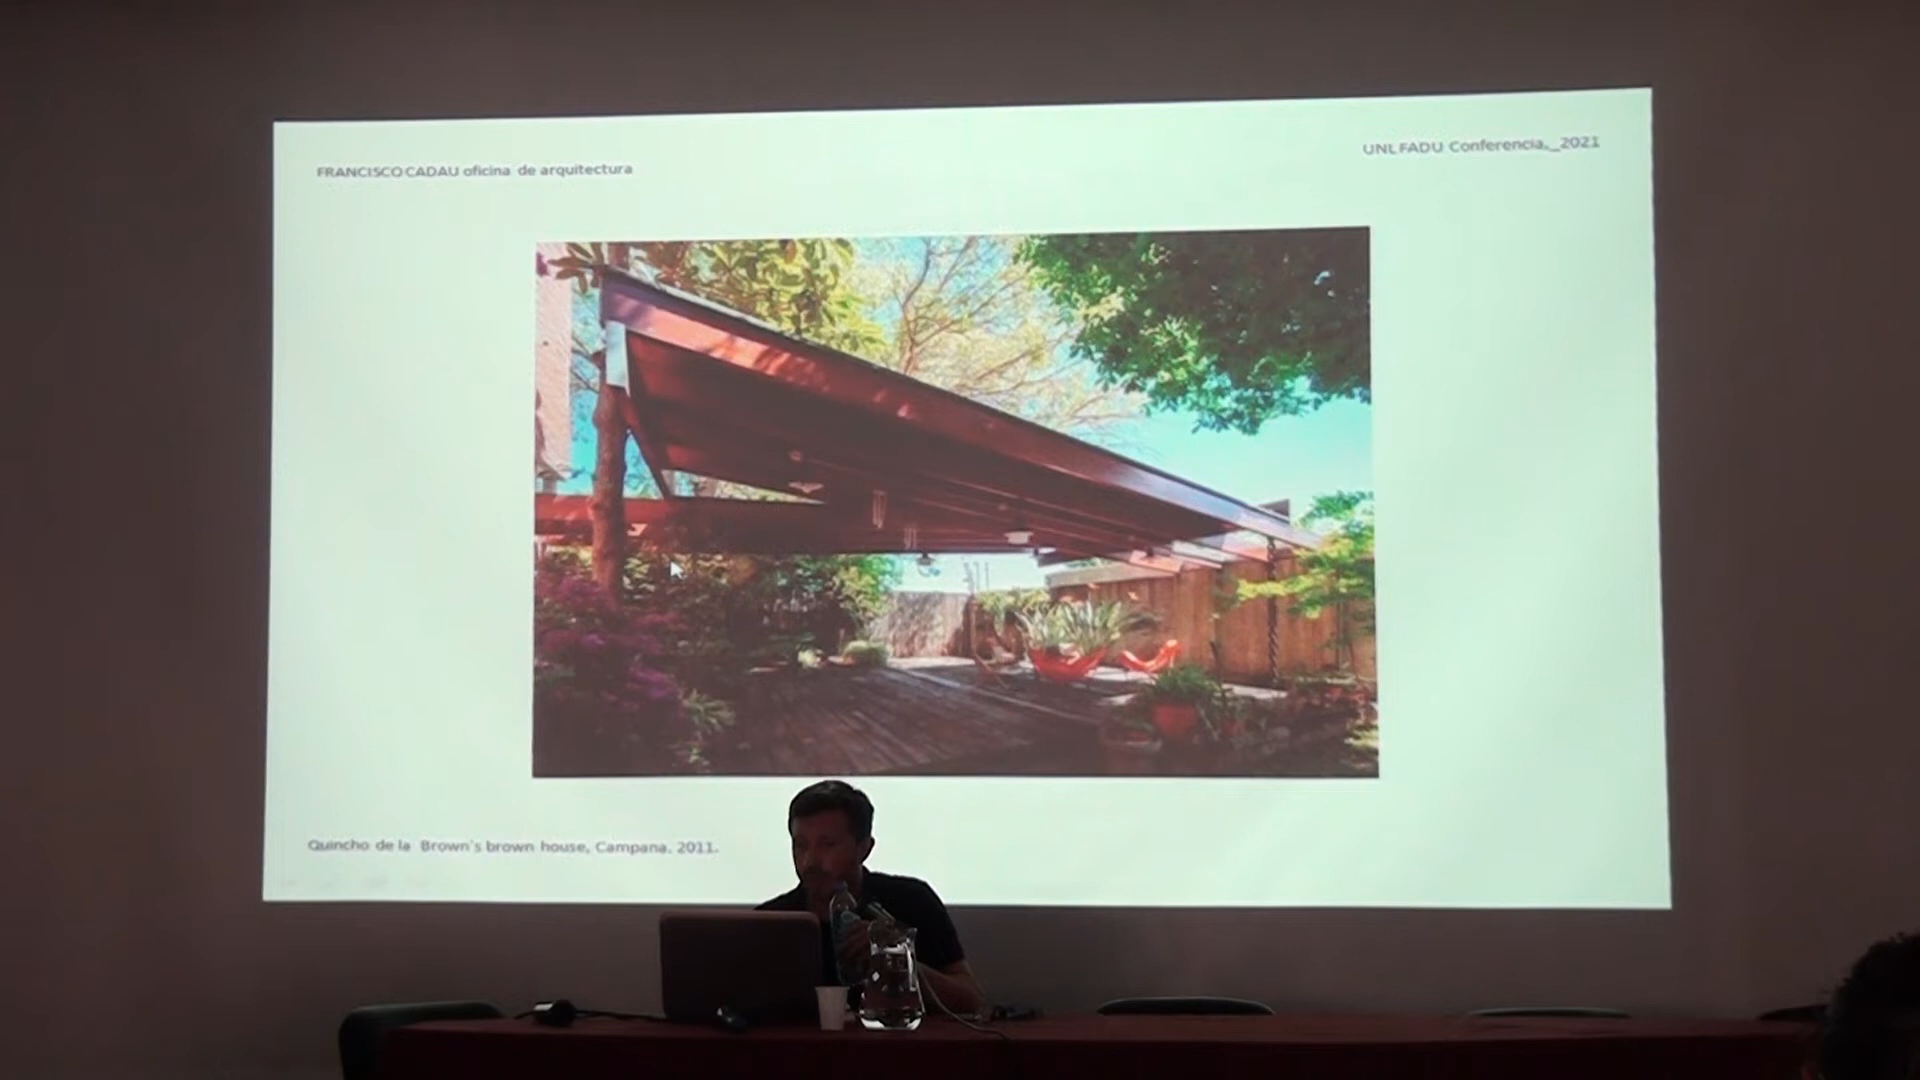 FRANCISCO CADAU oficina de arquitectura
UNL FADU Conferencia,_2021
Quincho de la Brown's brown house, Campana. 2011.